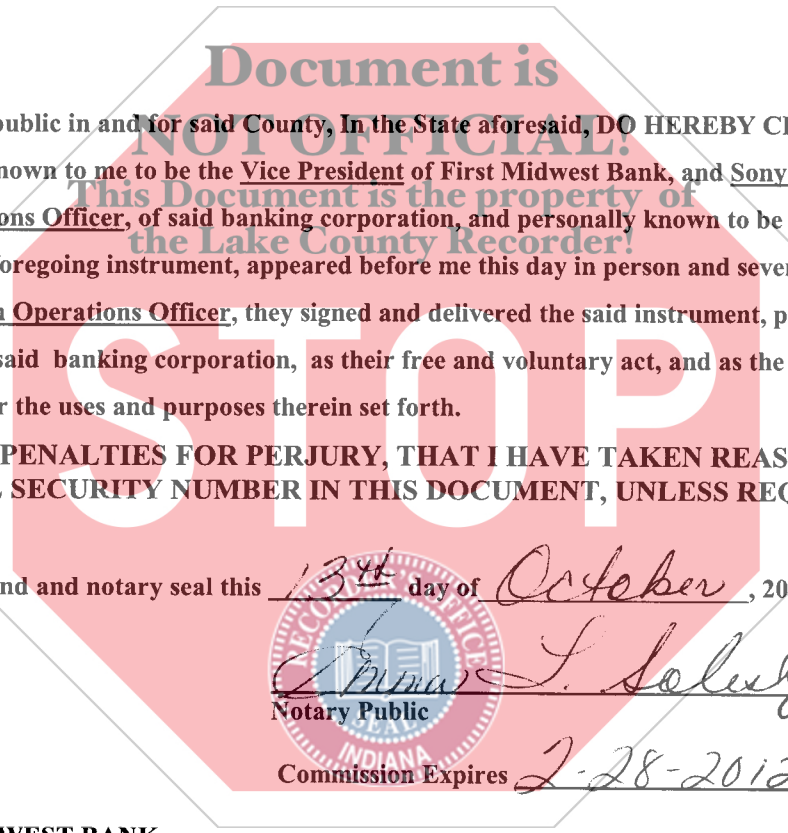 Document is
NOT OFFICIAL!
This Document is the property of
the Lake County Recorder!
STOP
public in and for said County, In the State aforesaid, DO HEREBY CE
nown to me to be the Vice President of First Midwest Bank, and Sony
ons Officer, of said banking corporation, and personally known to be
oregoing instrument, appeared before me this day in person and sever
n Operations Officer, they signed and delivered the said instrument, p
said banking corporation, as their free and voluntary act, and as the
r the uses and purposes therein set forth.
PENALTIES FOR PERJURY, THAT I HAVE TAKEN REAS
SECURITY NUMBER IN THIS DOCUMENT, UNLESS REQ
nd and notary seal this 13th day of October, 20
L.
Notary Public
RECORDER'S OFFICE
SEAL
INDIANA
Commission Expires 2-28-2012
WEST BANK